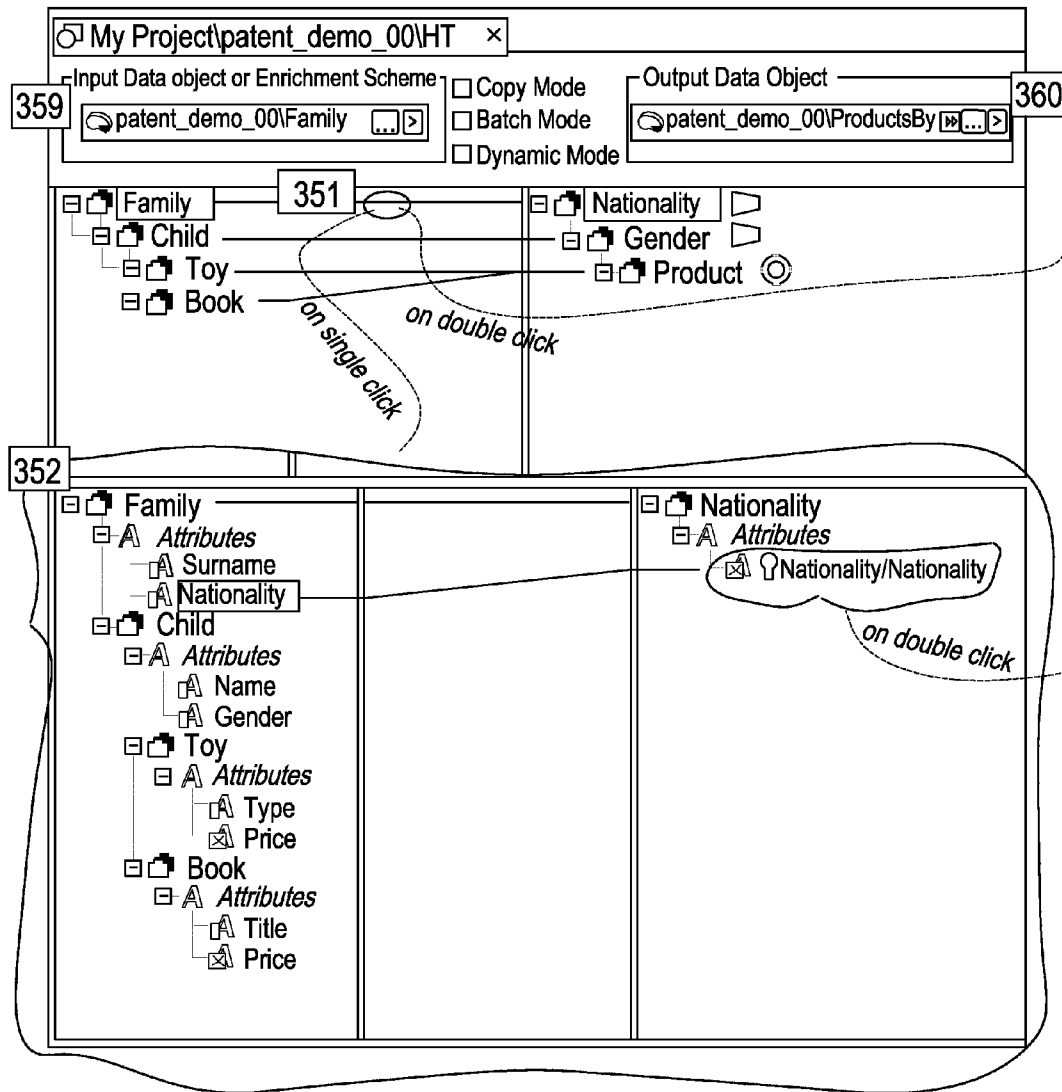 My Project\patent_demo_00\HT ×
Input Data object or Enrichment Scheme
359
patent_demo_00\Family ... >
Copy Mode
Batch Mode
Dynamic Mode
Output Data Object
360
patent_demo_00\ProductsBy ... >
Family 351 Nationality
Child Gender
Toy Product
Book
on single click
on double click
352
Family Nationality
A Attributes A Attributes
A Surname A Nationality/Nationality
A Nationality
Child
on double click
A Attributes
A Name
A Gender
Toy
A Attributes
A Type
A Price
Book
A Attributes
A Title
A Price